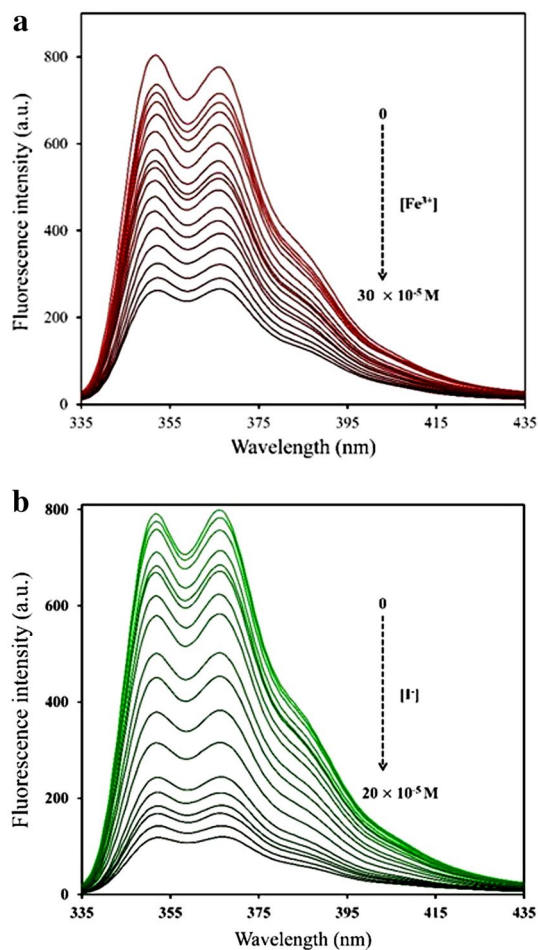 a
800
600
400
200
0
Fluorescence intensity (a.u.)
0
[Fe³⁺]
30 × 10⁻⁵ M
335 355 375 395 415 435
Wavelength (nm)
b
800
600
400
200
0
Fluorescence intensity (a.u.)
0
[I⁻]
20 × 10⁻⁵ M
335 355 375 395 415 435
Wavelength (nm)